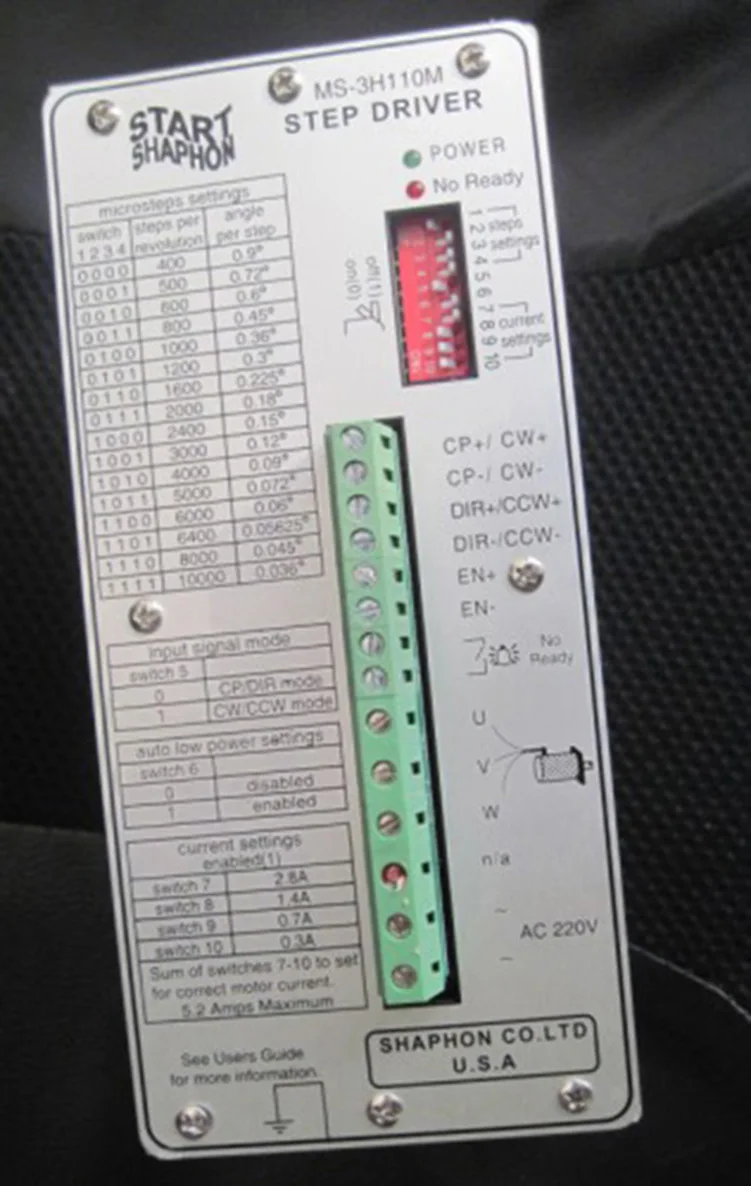 START
SHAPHON
MS-3H110M
STEP DRIVER
POWER
No Ready
microsteps settings
switch steps per angle
1 2 3 4 revolution per step
0 0 0 0 400 0.9°
0 0 0 1 500 0.72°
0 0 1 0 600 0.6°
0 0 1 1 800 0.45°
0 1 0 0 1000 0.36°
0 1 0 1 1200 0.3°
0 1 1 0 1600 0.225°
0 1 1 1 2000 0.18°
1 0 0 0 2400 0.15°
1 0 0 1 3000 0.12°
1 0 1 0 4000 0.09°
1 0 1 1 5000 0.072°
1 1 0 0 6000 0.06°
1 1 0 1 6400 0.05625°
1 1 1 0 8000 0.045°
1 1 1 1 10000 0.036°
off(1)
on(0)
1
2 steps
3 settings
4
5
6
7
8 current
9 settings
10
CP+/ CW+
CP-/ CW-
DIR+/CCW+
DIR-/CCW-
EN+
EN-
No
Ready
U
V
W
n/a
~
AC 220V
~
input signal mode
switch 5
0 CP/DIR mode
1 CW/CCW mode
auto low power settings
switch 6
0 disabled
1 enabled
current settings
enabled(1)
switch 7 2.8A
switch 8 1.4A
switch 9 0.7A
switch 10 0.3A
Sum of switches 7-10 to set
for correct motor current.
5.2 Amps Maximum
See Users Guide
for more information.
SHAPHON CO.LTD
U.S.A